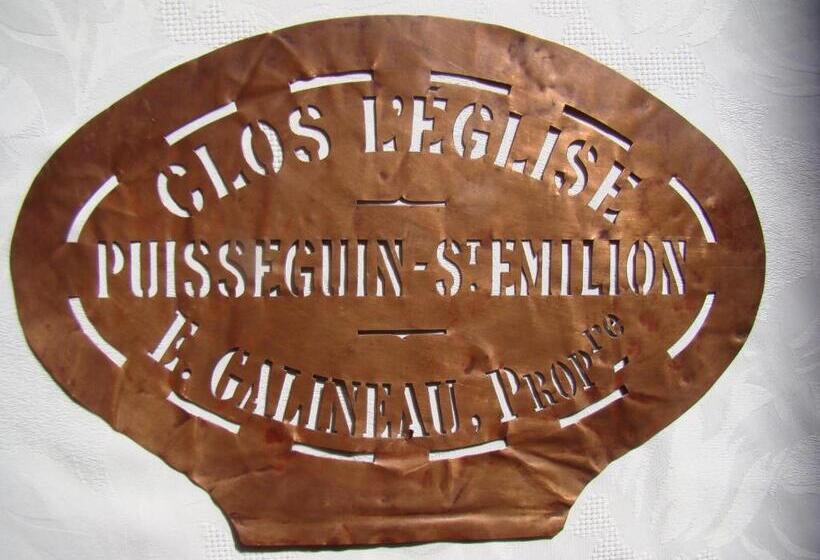 CLOS L'ÉGLISE
PUISSEGUIN-ST. EMILION
E. GALINEAU, PROPre